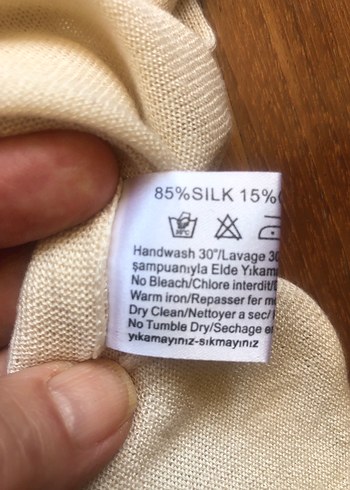 85%SILK 15%
Handwash 30°/Lavage 30
şampuanıyla Elde Yıkama
No Bleach/Chlore interdit/
Warm iron/Repasser fer m
Dry Clean/Nettoyer a sec/
No Tumble Dry/Sechage e
yıkamayınız-sıkmayınız